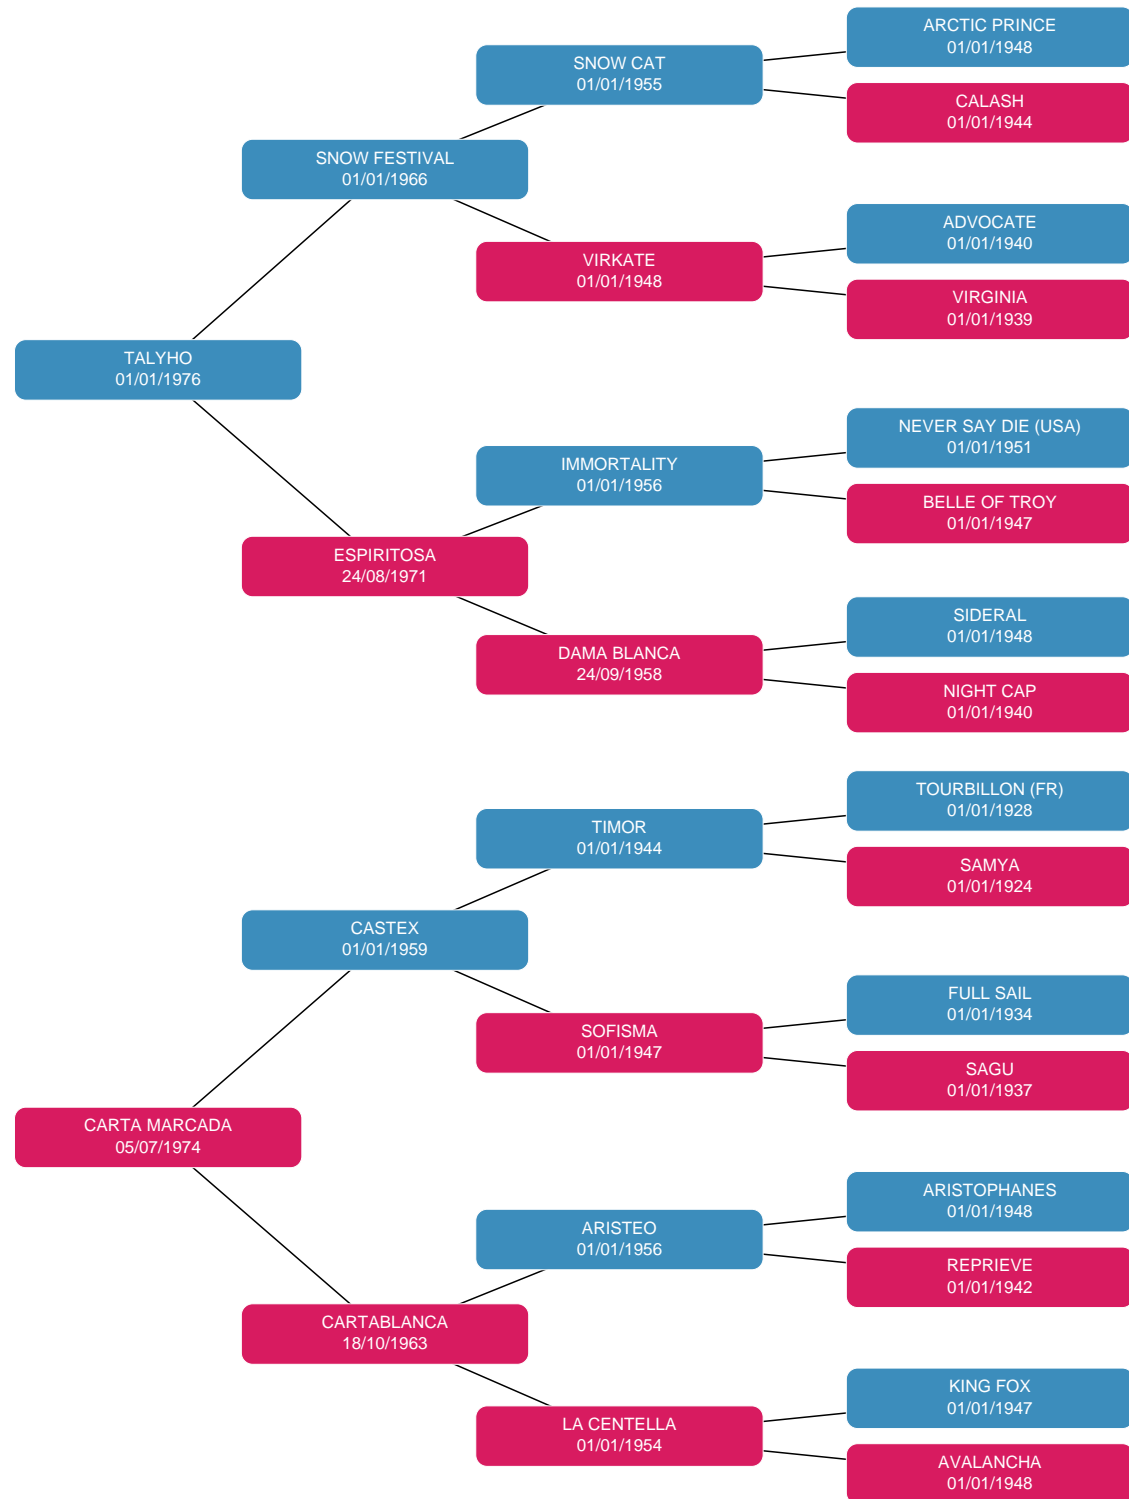 ARCTIC PRINCE
01/01/1948
SNOW CAT
01/01/1955
CALASH
01/01/1944
SNOW FESTIVAL
01/01/1966
ADVOCATE
01/01/1940
VIRKATE
01/01/1948
VIRGINIA
01/01/1939
TALYHO
01/01/1976
NEVER SAY DIE (USA)
01/01/1951
IMMORTALITY
01/01/1956
BELLE OF TROY
01/01/1947
ESPIRITOSA
24/08/1971
SIDERAL
01/01/1948
DAMA BLANCA
24/09/1958
NIGHT CAP
01/01/1940
TOURBILLON (FR)
01/01/1928
TIMOR
01/01/1944
SAMYA
01/01/1924
CASTEX
01/01/1959
FULL SAIL
01/01/1934
SOFISMA
01/01/1947
SAGU
01/01/1937
CARTA MARCADA
05/07/1974
ARISTOPHANES
01/01/1948
ARISTEO
01/01/1956
REPRIEVE
01/01/1942
CARTABLANCA
18/10/1963
KING FOX
01/01/1947
LA CENTELLA
01/01/1954
AVALANCHA
01/01/1948